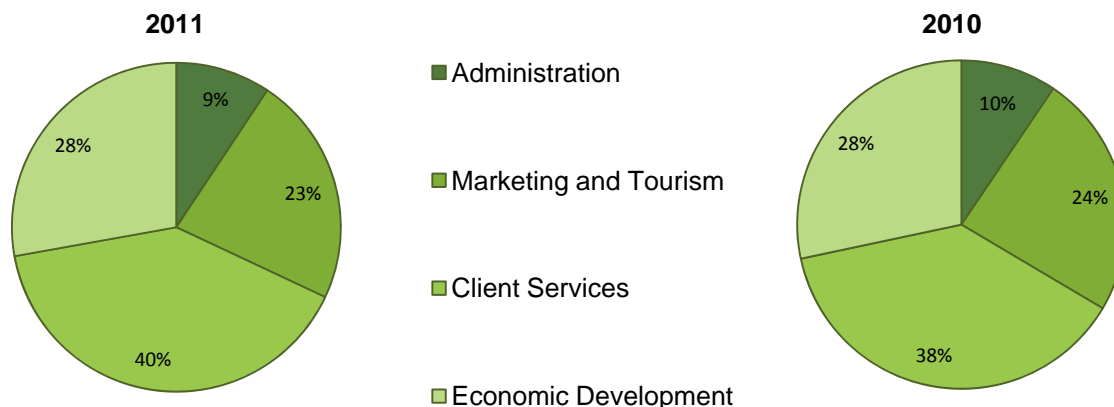 2011
9%
23%
40%
28%
Administration
Marketing and Tourism
Client Services
Economic Development
2010
10%
24%
38%
28%